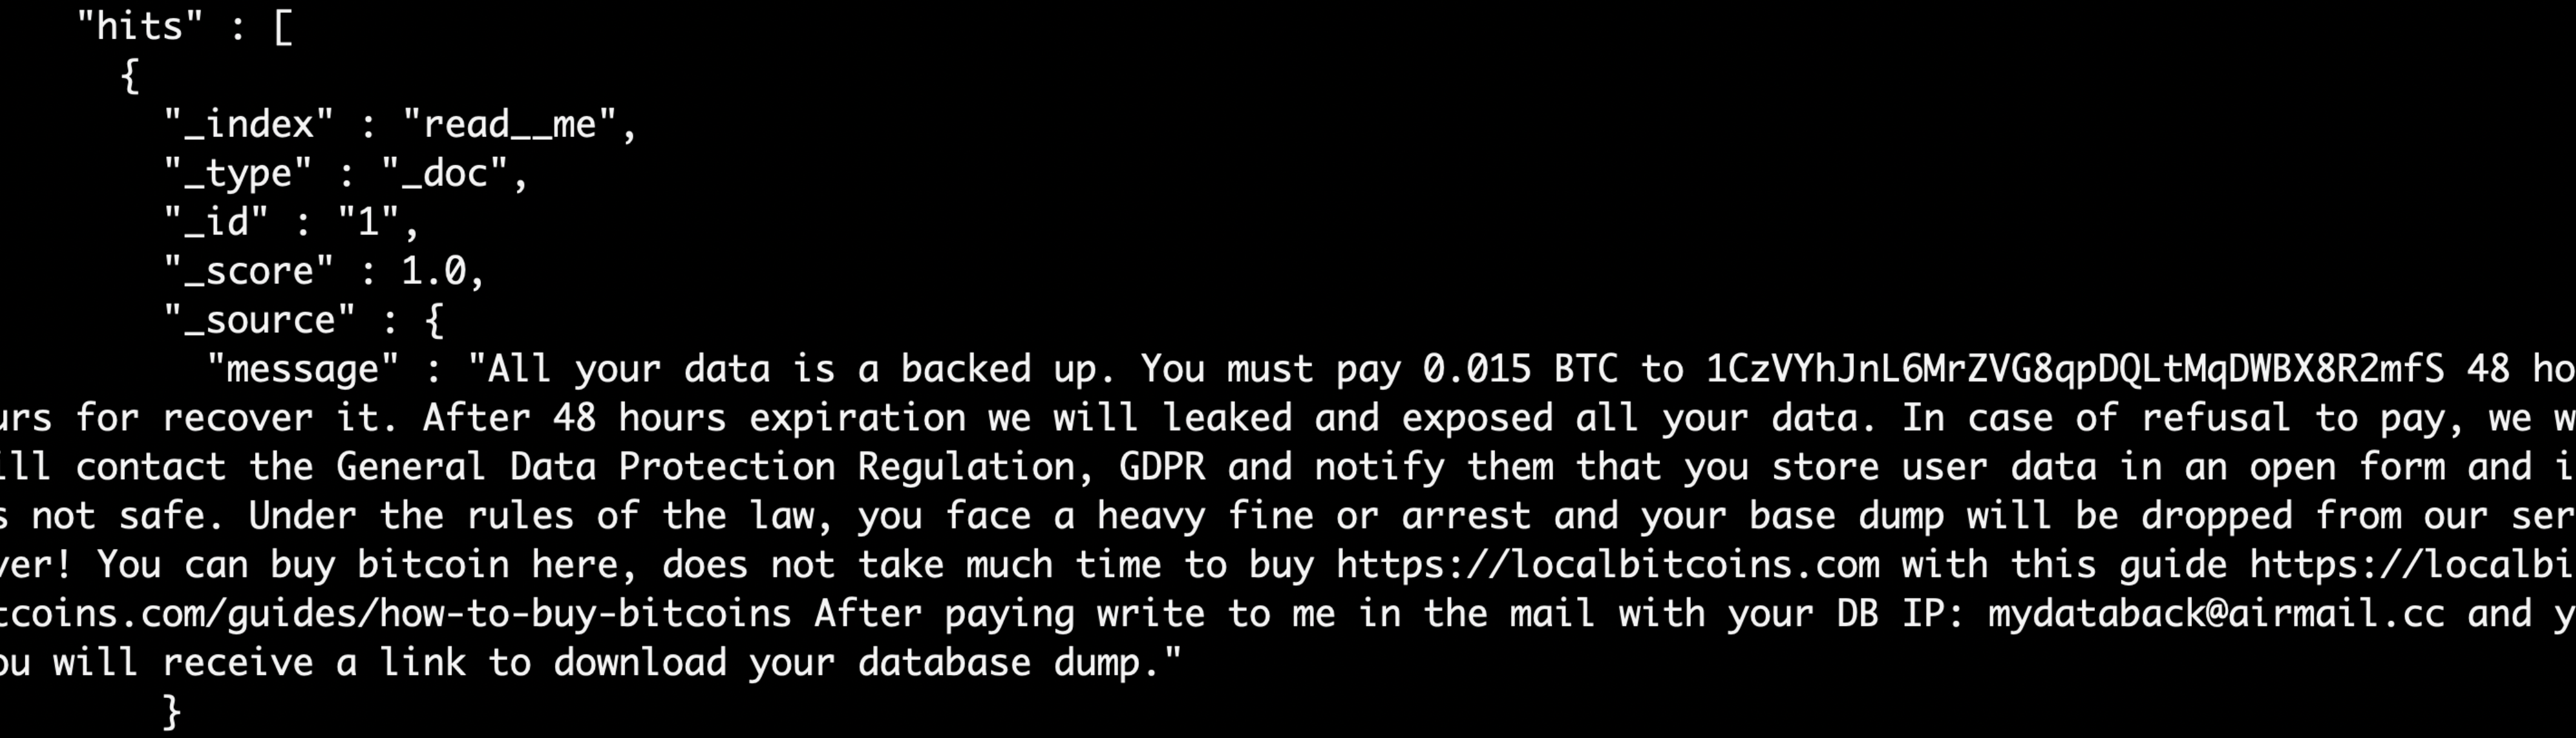 "hits" : [
{
"_index" : "read__me",
"_type" : "_doc",
"_id" : "1",
"_score" : 1.0,
"_source" : {
"message" : "All your data is a backed up. You must pay 0.015 BTC to 1CzVYhJnL6MrZVG8qpDQLtMqDWBX8R2mfS 48 ho
urs for recover it. After 48 hours expiration we will leaked and exposed all your data. In case of refusal to pay, we w
ill contact the General Data Protection Regulation, GDPR and notify them that you store user data in an open form and i
s not safe. Under the rules of the law, you face a heavy fine or arrest and your base dump will be dropped from our ser
ver! You can buy bitcoin here, does not take much time to buy https://localbitcoins.com with this guide https://localbi
tcoins.com/guides/how-to-buy-bitcoins After paying write to me in the mail with your DB IP: mydataback@airmail.cc and y
ou will receive a link to download your database dump."
}